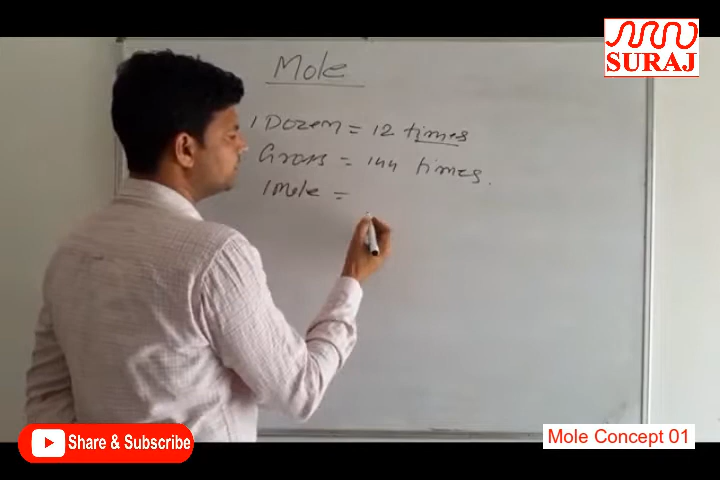 SURAJ
Mole
1 Dozen = 12 times
Gross = 144 times.
1 Mole =
Share & Subscribe
Mole Concept 01